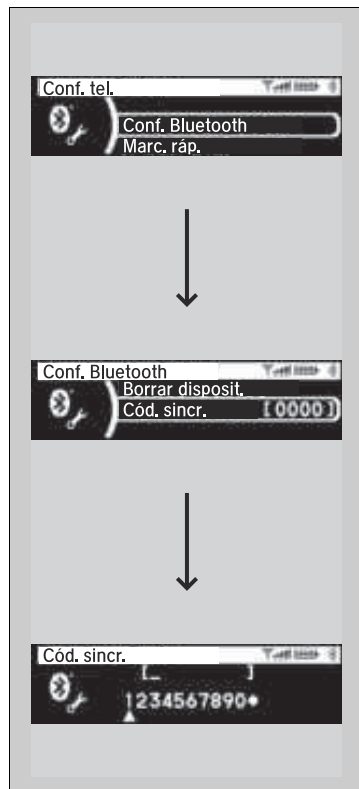 Conf. tel.
Conf. Bluetooth
Marc. ráp.
Conf. Bluetooth
Borrar disposit.
Cód. sincr. [0000]
Cód. sincr.
[_ ]
1234567890